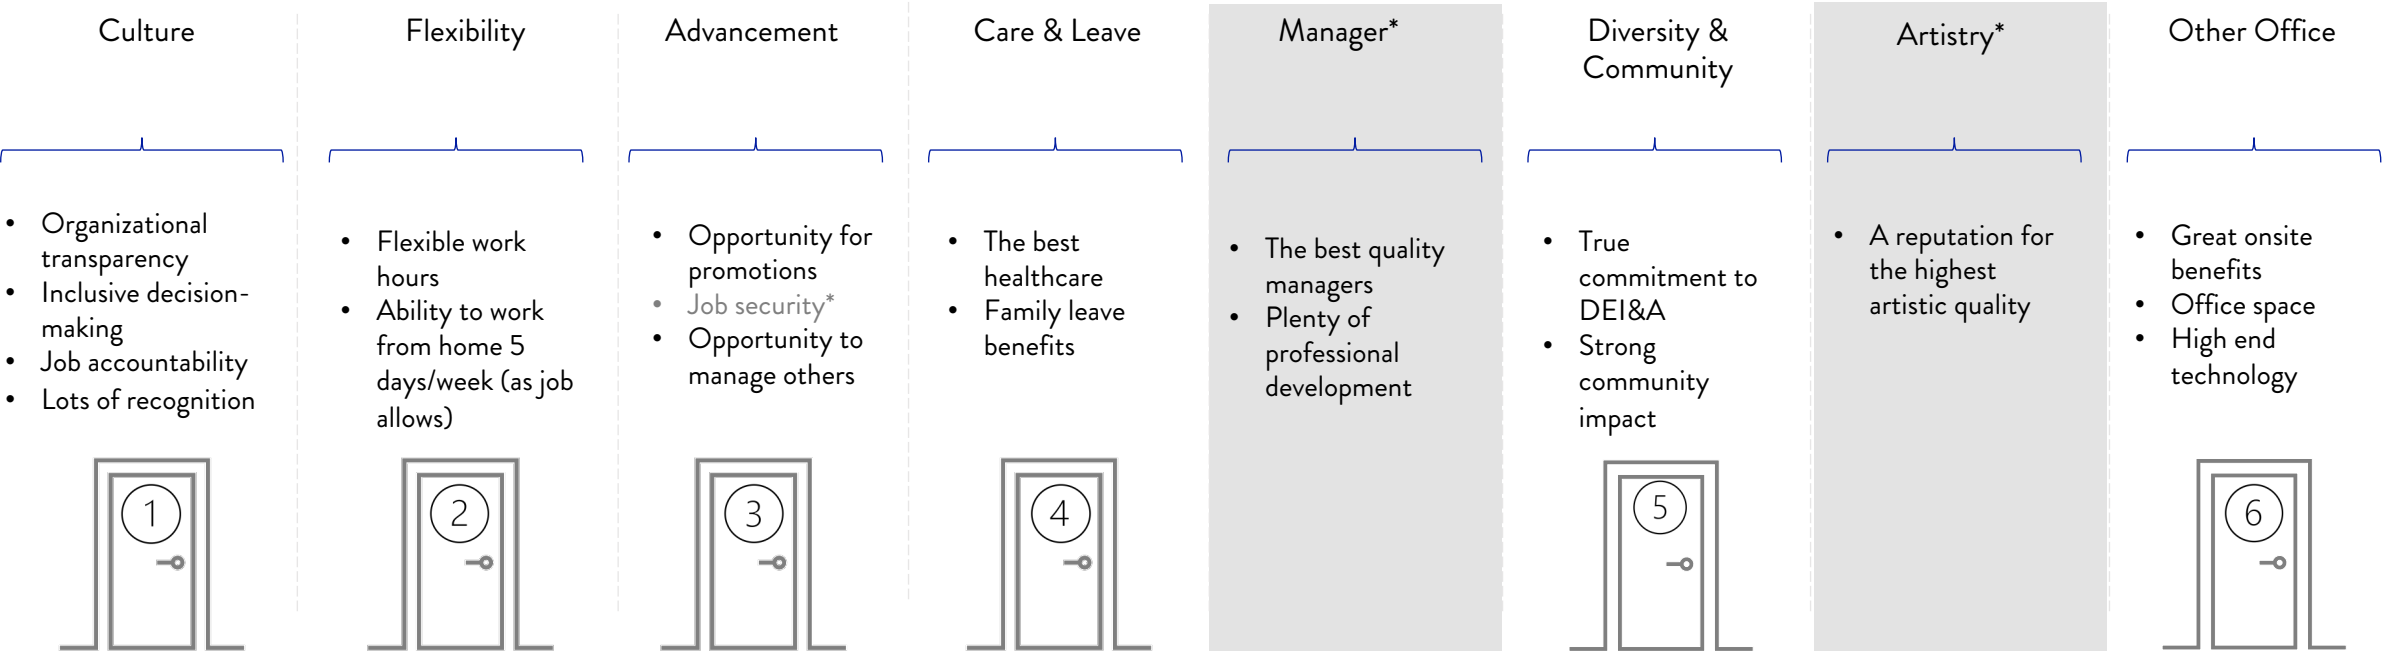 Culture
• Organizational
transparency
• Inclusive decision-
making
• Job accountability
• Lots of recognition
1
Flexibility
• Flexible work
hours
• Ability to work
from home 5
days/week (as job
allows)
2
Advancement
• Opportunity for
promotions
• Job security*
• Opportunity to
manage others
3
Care & Leave
• The best
healthcare
• Family leave
benefits
4
Manager*
• The best quality
managers
• Plenty of
professional
development
Diversity &
Community
• True
commitment to
DEI&A
• Strong
community
impact
5
Artistry*
• A reputation for
the highest
artistic quality
Other Office
• Great onsite
benefits
• Office space
• High end
technology
6